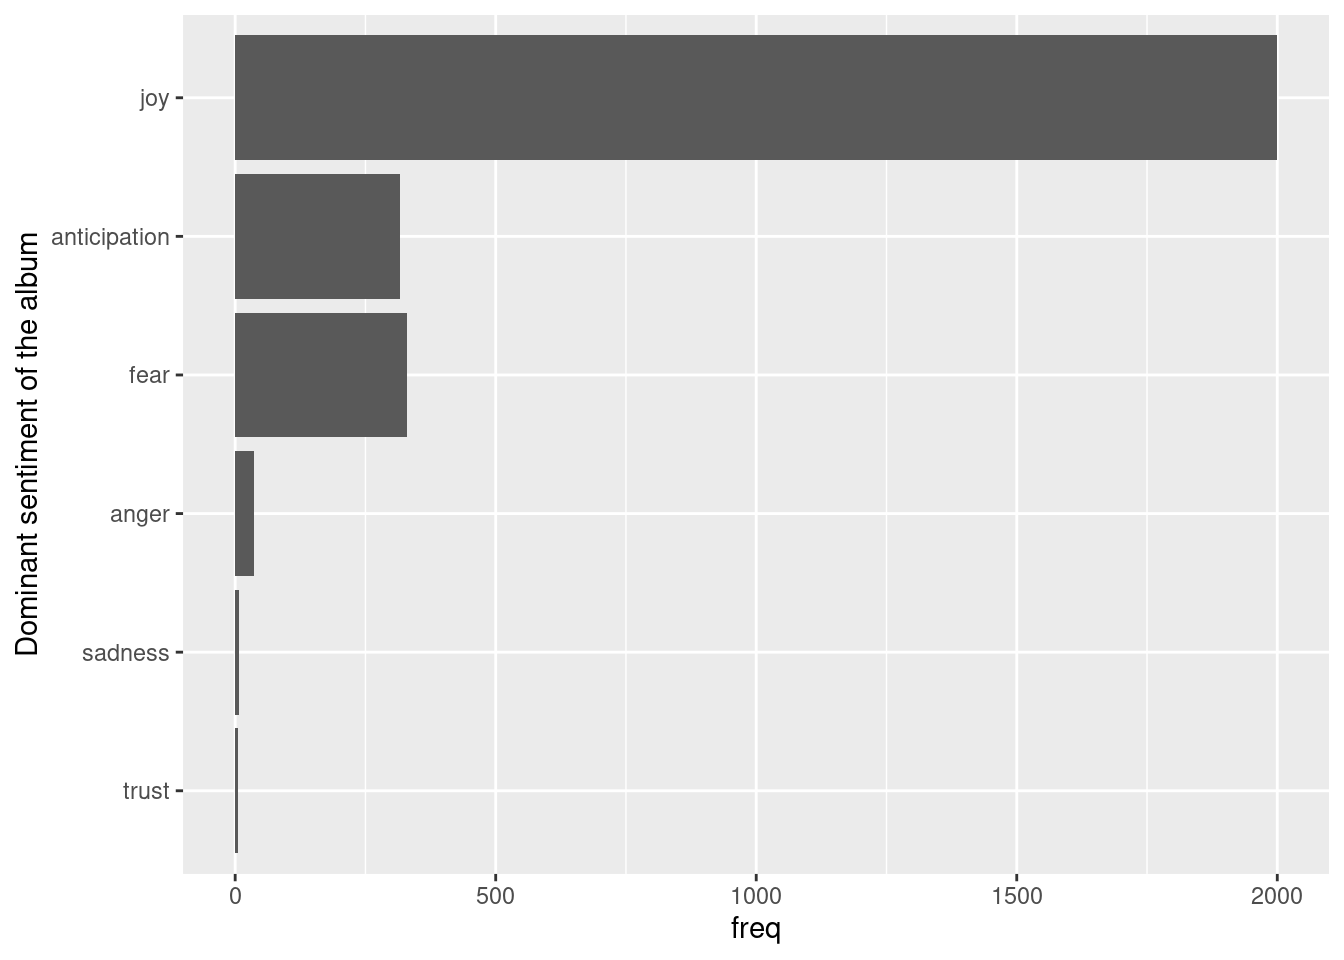 Dominant sentiment of the album
joy
anticipation
fear
anger
sadness
trust
0 500 1000 1500 2000
freq